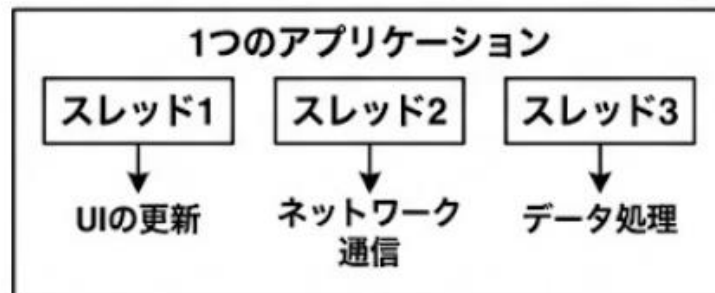 1つのアプリケーション
スレッド1
スレッド2
スレッド3
UIの更新
ネットワーク
通信
データ処理